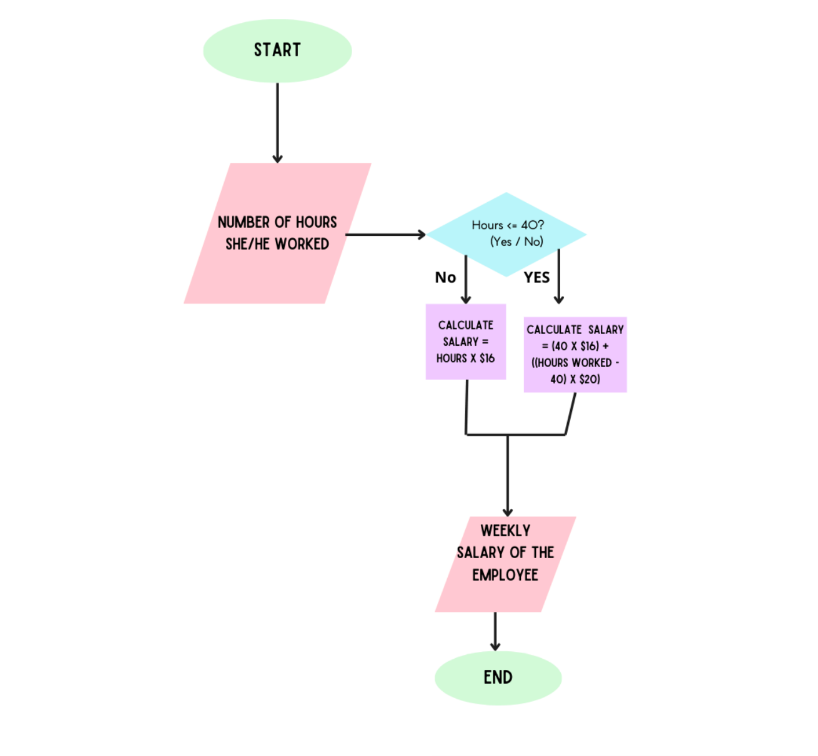 START
NUMBER OF HOURS
SHE/HE WORKED
Hours <= 40?
(Yes / No)
No
YES
CALCULATE
SALARY =
HOURS X $16
CALCULATE SALARY
= (40 X $16) +
((HOURS WORKED -
40) X $20)
WEEKLY
SALARY OF THE
EMPLOYEE
END